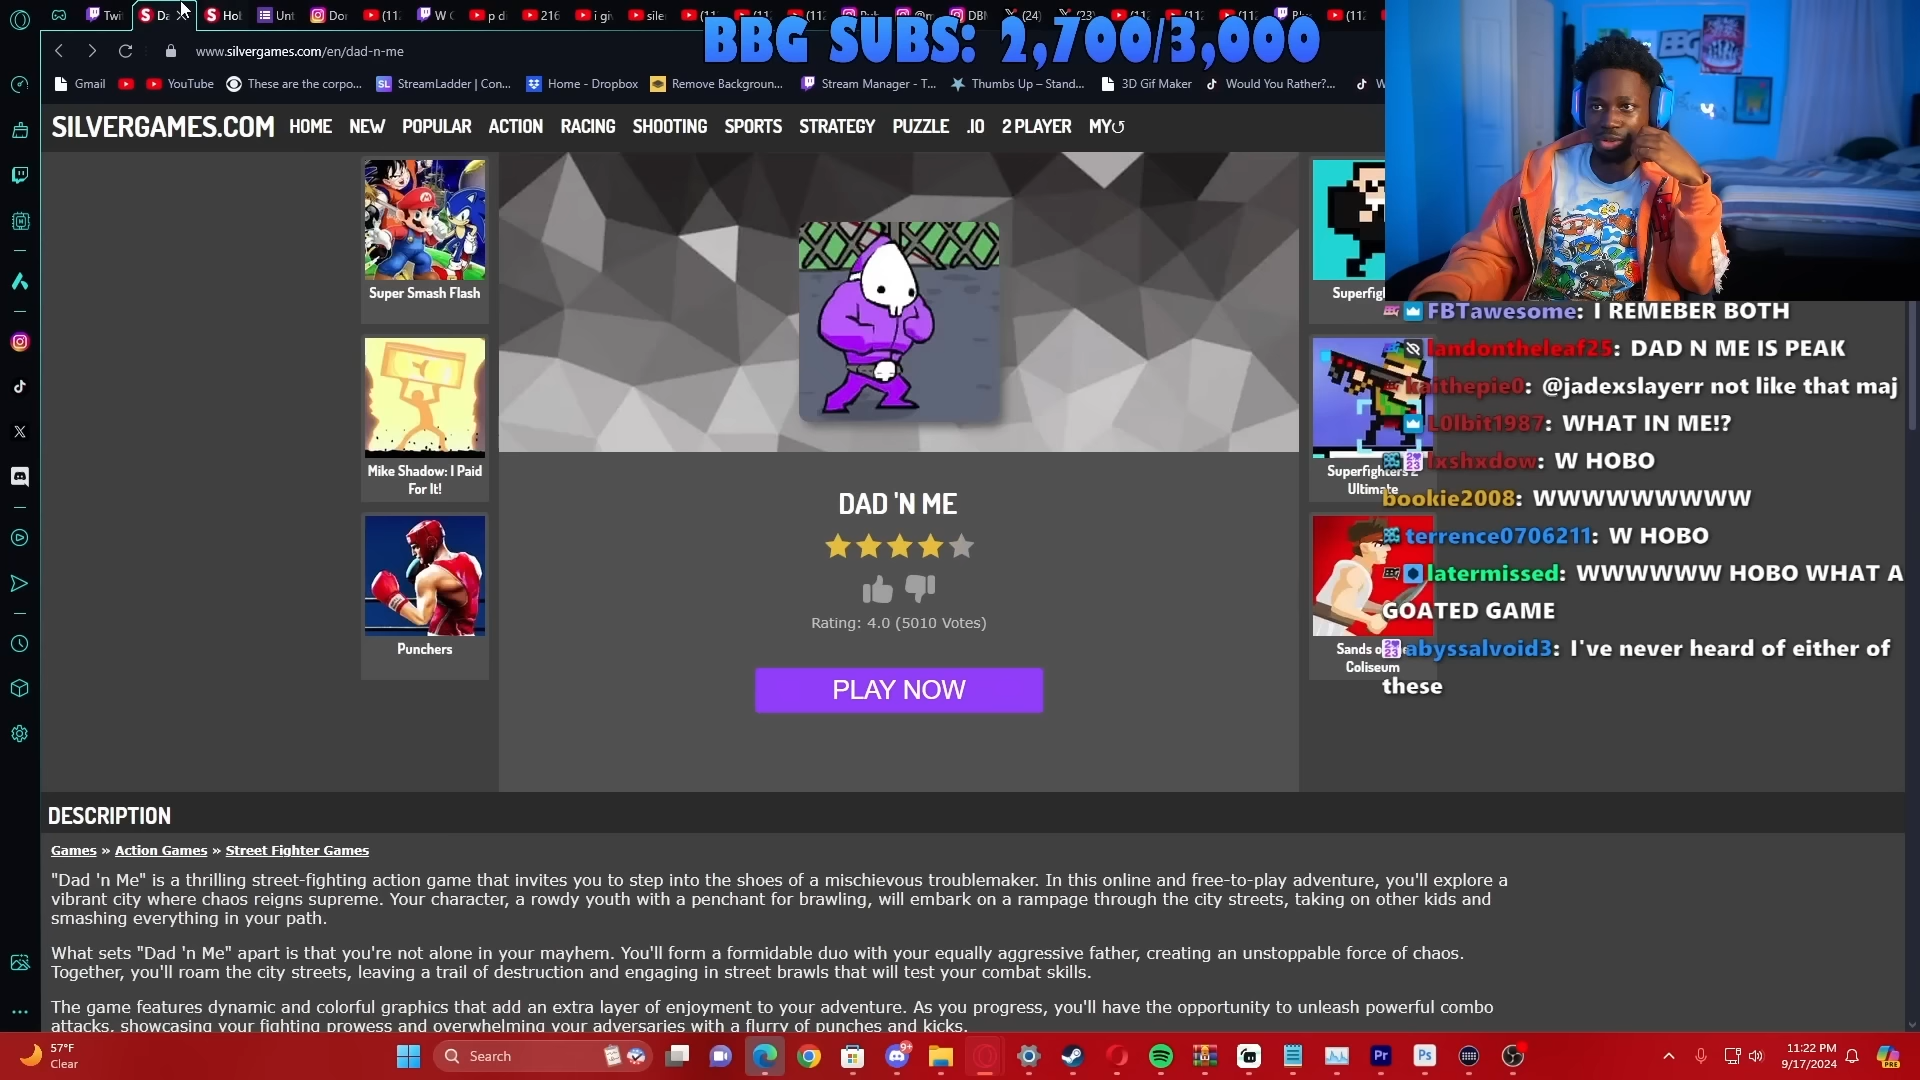 BBG SUBS: 2,700/3,000
www.silvergames.com/en/dad-n-me
Gmail
YouTube
These are the corpo...
StreamLadder | Con...
Home - Dropbox
Remove Background...
Stream Manager - T...
Thumbs Up – Stand...
3D Gif Maker
Would You Rather?...
SILVERGAMES.COM HOME NEW POPULAR ACTION RACING SHOOTING SPORTS STRATEGY PUZZLE .IO 2 PLAYER MY
Super Smash Flash
Mike Shadow: I Paid
For It!
Punchers
DAD 'N ME
Rating: 4.0 (5010 Votes)
PLAY NOW
Superfighters 2
Ultimate
Coliseum
FBTawesome: I REMEBER BOTH
landontheleaf25: DAD N ME IS PEAK
kaithepie0: @jadexslayerr not like that maj
L0lbit1987: WHAT IN ME!?
lxshxdow: W HOBO
bookie2008: WWWWWWWWW
terrence0706211: W HOBO
latermissed: WWWWWW HOBO WHAT A
GOATED GAME
abyssalvoid3: I've never heard of either of
these
DESCRIPTION
Games » Action Games » Street Fighter Games
"Dad 'n Me" is a thrilling street-fighting action game that invites you to step into the shoes of a mischievous troublemaker. In this online and free-to-play adventure, you'll explore a
vibrant city where chaos reigns supreme. Your character, a rowdy youth with a penchant for brawling, will embark on a rampage through the city streets, taking on other kids and
smashing everything in your path.
What sets "Dad 'n Me" apart is that you're not alone in your mayhem. You'll form a formidable duo with your equally aggressive father, creating an unstoppable force of chaos.
Together, you'll roam the city streets, leaving a trail of destruction and engaging in street brawls that will test your combat skills.
The game features dynamic and colorful graphics that add an extra layer of enjoyment to your adventure. As you progress, you'll have the opportunity to unleash powerful combo
attacks, showcasing your fighting prowess and overwhelming your adversaries with a flurry of punches and kicks.
57°F
Clear
Search
11:22 PM
9/17/2024